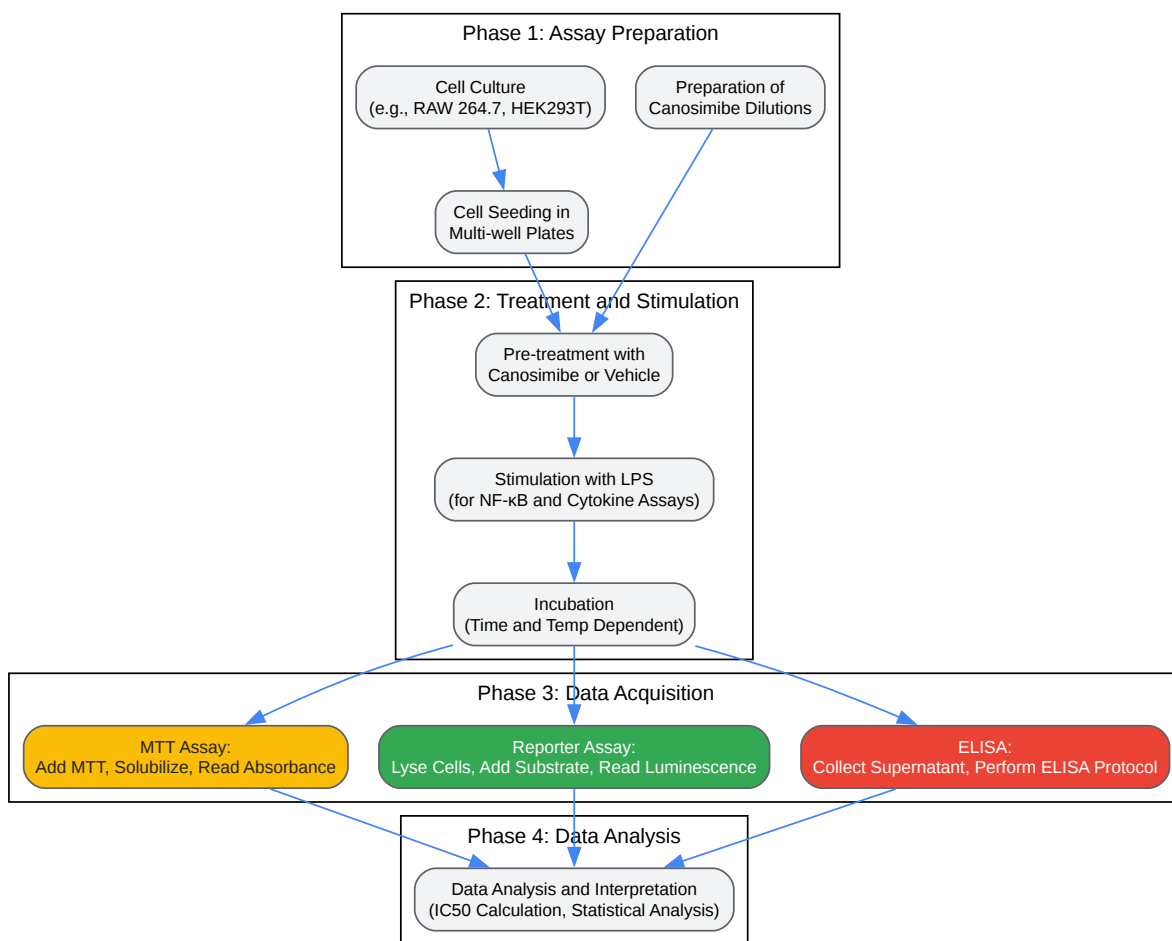 Phase 1: Assay Preparation
Cell Culture
(e.g., RAW 264.7, HEK293T)
Preparation of
Canosimibe Dilutions
Cell Seeding in
Multi-well Plates
Phase 2: Treatment and Stimulation
Pre-treatment with
Canosimibe or Vehicle
Stimulation with LPS
(for NF-κB and Cytokine Assays)
Incubation
(Time and Temp Dependent)
Phase 3: Data Acquisition
MTT Assay:
Add MTT, Solubilize, Read Absorbance
Reporter Assay:
Lyse Cells, Add Substrate, Read Luminescence
ELISA:
Collect Supernatant, Perform ELISA Protocol
Phase 4: Data Analysis
Data Analysis and Interpretation
(IC50 Calculation, Statistical Analysis)